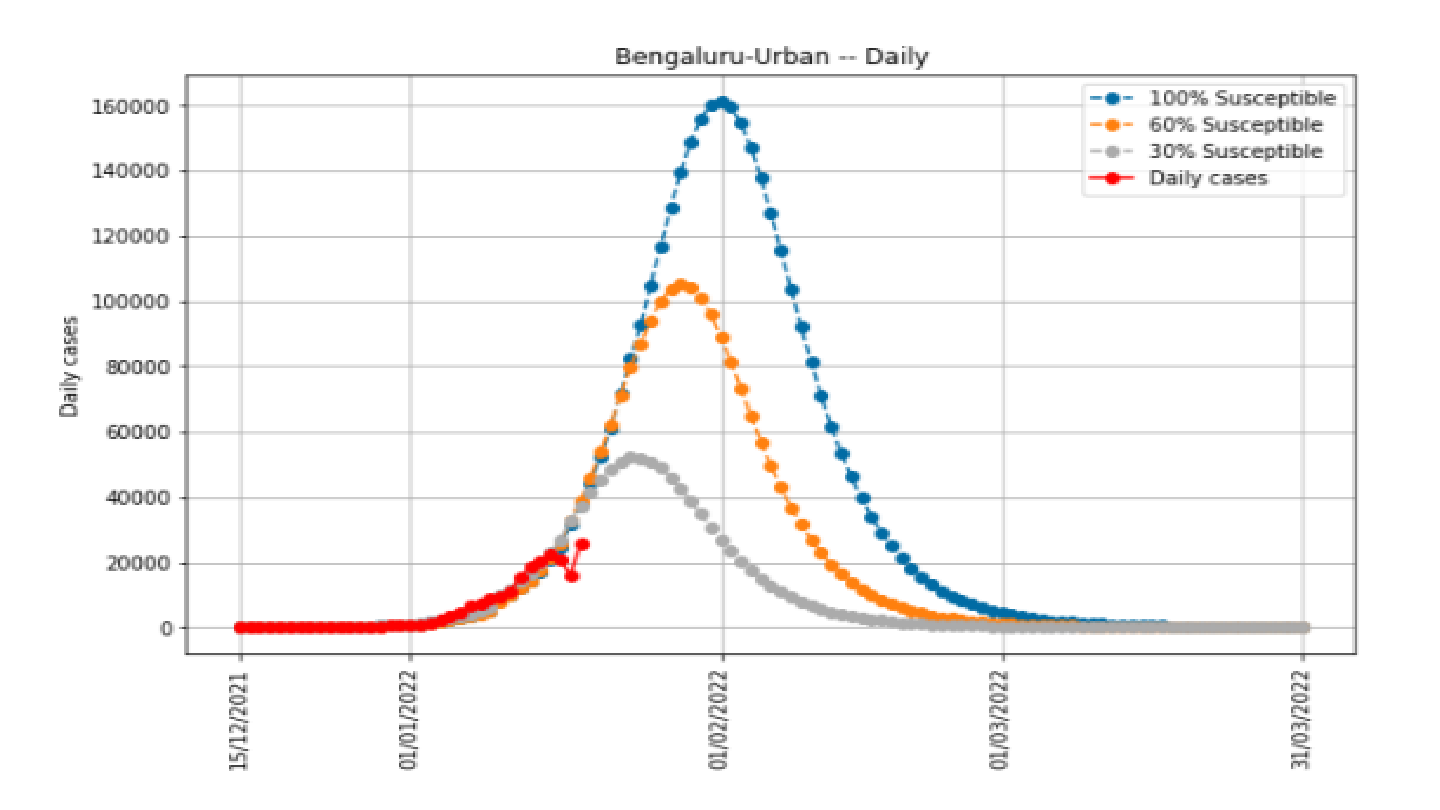 Bengaluru-Urban -- Daily
100% Susceptible
60% Susceptible
30% Susceptible
Daily cases
Daily cases
160000
140000
120000
100000
80000
60000
40000
20000
0
15/12/2021
01/01/2022
01/02/2022
01/03/2022
31/03/2022